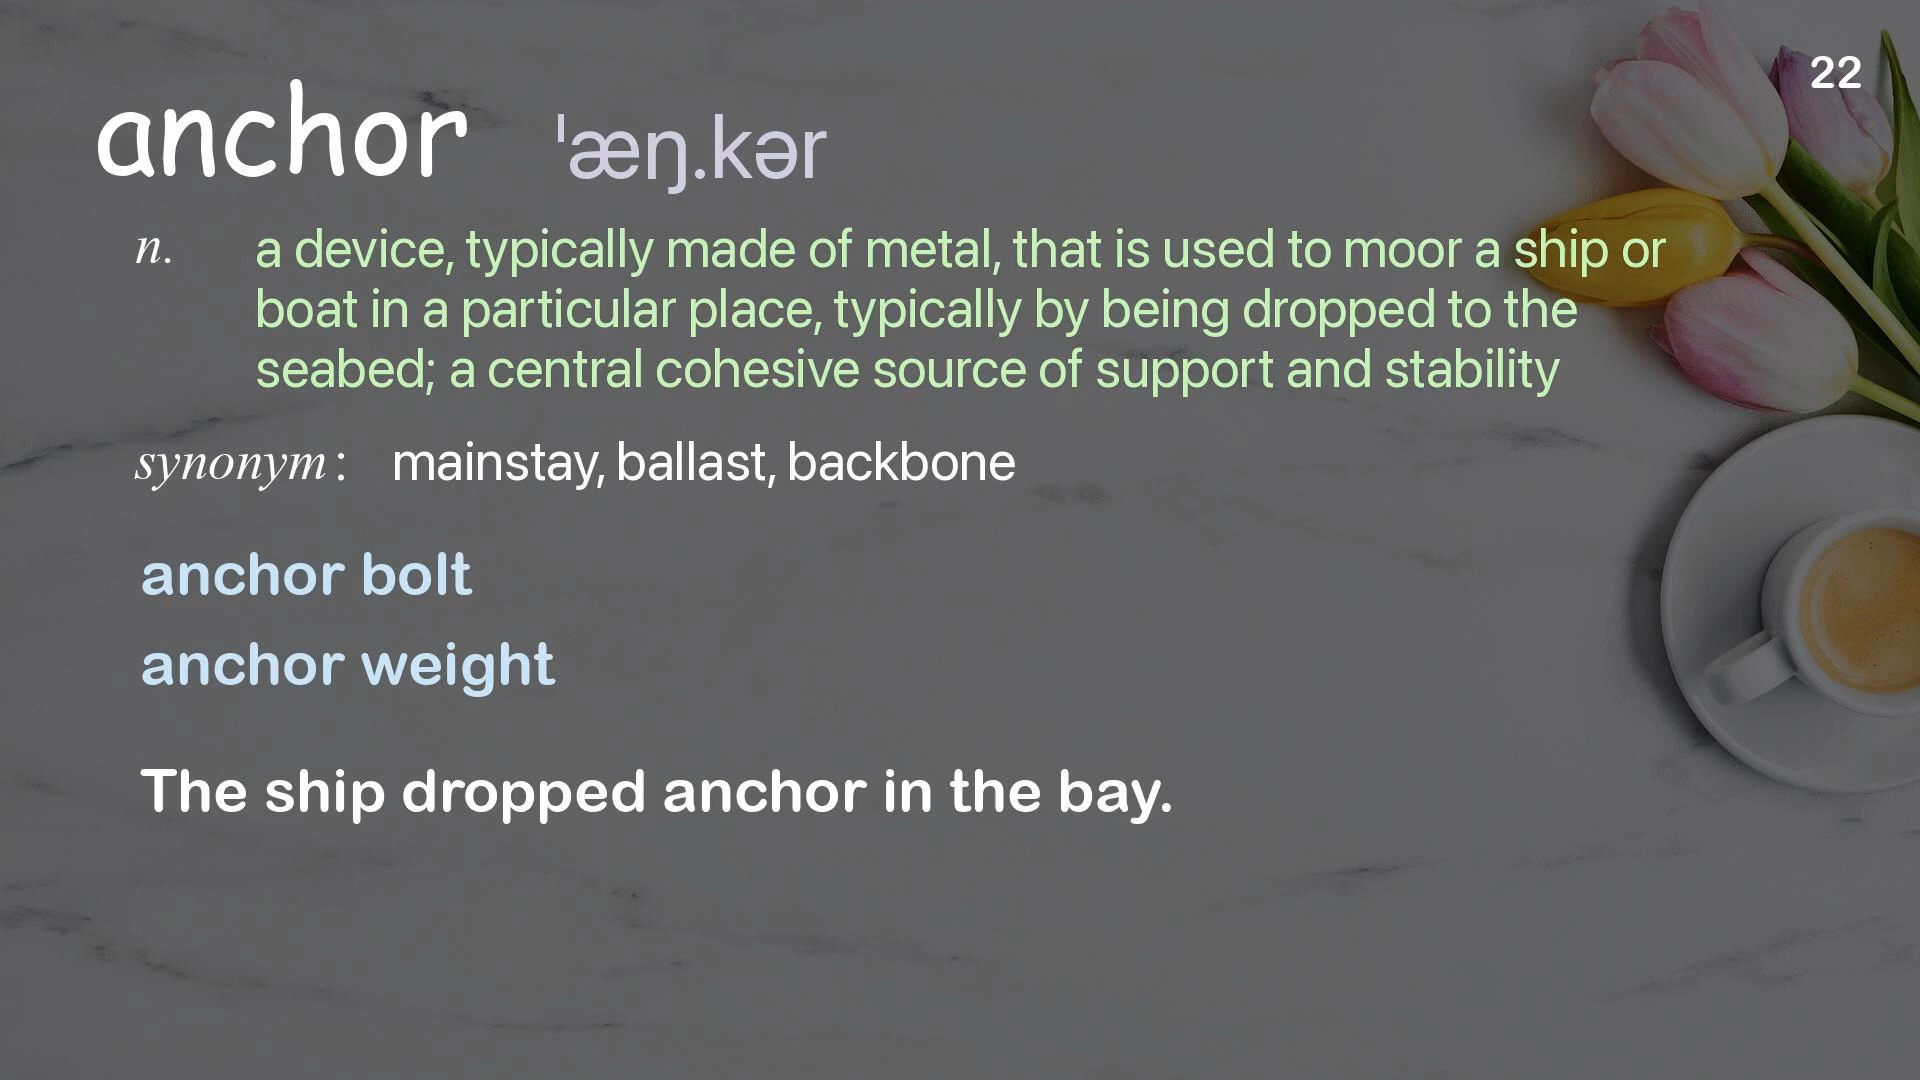 22
anchor ˈæŋ.kər
n. a device, typically made of metal, that is used to moor a ship or
boat in a particular place, typically by being dropped to the
seabed; a central cohesive source of support and stability
synonym: mainstay, ballast, backbone
anchor bolt
anchor weight
The ship dropped anchor in the bay.